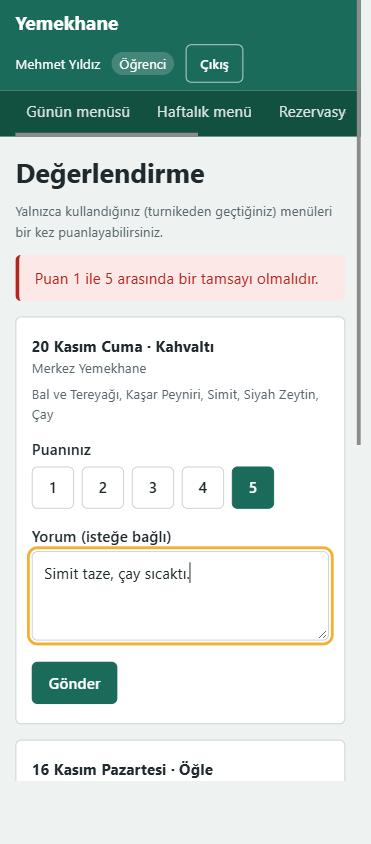 Yemekhane
Mehmet Yıldız Öğrenci Çıkış
Günün menüsü Haftalık menü Rezervasy
Değerlendirme
Yalnızca kullandığınız (turnikeden geçtiğiniz) menüleri
bir kez puanlayabilirsiniz.
Puan 1 ile 5 arasında bir tamsayı olmalıdır.
20 Kasım Cuma · Kahvaltı
Merkez Yemekhane
Bal ve Tereyağı, Kaşar Peyniri, Simit, Siyah Zeytin,
Çay
Puanınız
1 2 3 4 5
Yorum (isteğe bağlı)
Simit taze, çay sıcaktı.
Gönder
16 Kasım Pazartesi · Öğle